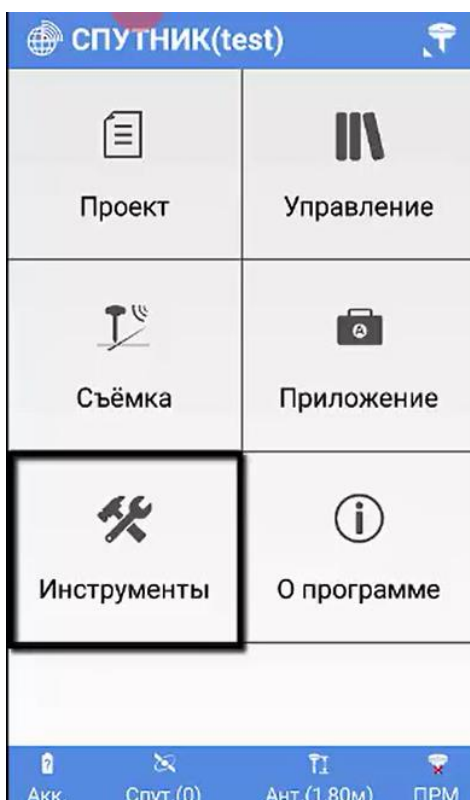 СПУТНИК(test)
Проект Управление
Съёмка Приложение
Инструменты О программе
Акк. Спут.(0) Ант.(1.80м) ПРМ